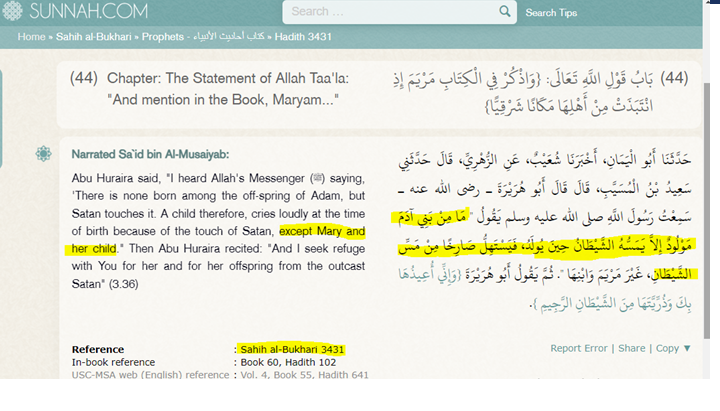 SUNNAH.COM
Search ...
Search Tips
Home » Sahih al-Bukhari » Prophets - كتاب أحاديث الأنبياء » Hadith 3431
(44) Chapter: The Statement of Allah Taa'la:
"And mention in the Book, Maryam..."
(44) بَابُ قَوْلِ اللَّهِ تَعَالَى: {وَاذْكُرْ فِي الْكِتَابِ مَرْيَمَ إِذِ
انْتَبَذَتْ مِنْ أَهْلِهَا مَكَانًا شَرْقِيًّا}
Narrated Sa`id bin Al-Musaiyab:
Abu Huraira said, "I heard Allah's Messenger (ﷺ) saying,
'There is none born among the off-spring of Adam, but
Satan touches it. A child therefore, cries loudly at the time
of birth because of the touch of Satan, except Mary and
her child." Then Abu Huraira recited: "And I seek refuge
with You for her and for her offspring from the outcast
Satan" (3.36)
حَدَّثَنَا أَبُو الْيَمَانِ، أَخْبَرَنَا شُعَيْبٌ، عَنِ الزُّهْرِيِّ، قَالَ حَدَّثَنِي
سَعِيدُ بْنُ الْمُسَيَّبِ، قَالَ قَالَ أَبُو هُرَيْرَةَ ـ رضى الله عنه ـ
سَمِعْتُ رَسُولَ اللَّهِ صلى الله عليه وسلم يَقُولُ " مَا مِنْ بَنِي آدَمَ
مَوْلُودٌ إِلاَّ يَمَسُّهُ الشَّيْطَانُ حِينَ يُولَدُ، فَيَسْتَهِلُّ صَارِخًا مِنْ مَسِّ
الشَّيْطَانِ، غَيْرَ مَرْيَمَ وَابْنِهَا ". ثُمَّ يَقُولُ أَبُو هُرَيْرَةَ {وَإِنِّي أُعِيذُهَا
بِكَ وَذُرِّيَّتَهَا مِنَ الشَّيْطَانِ الرَّجِيمِ}.
Reference : Sahih al-Bukhari 3431
In-book reference : Book 60, Hadith 102
USC-MSA web (English) reference : Vol. 4, Book 55, Hadith 641
Report Error | Share | Copy ▼